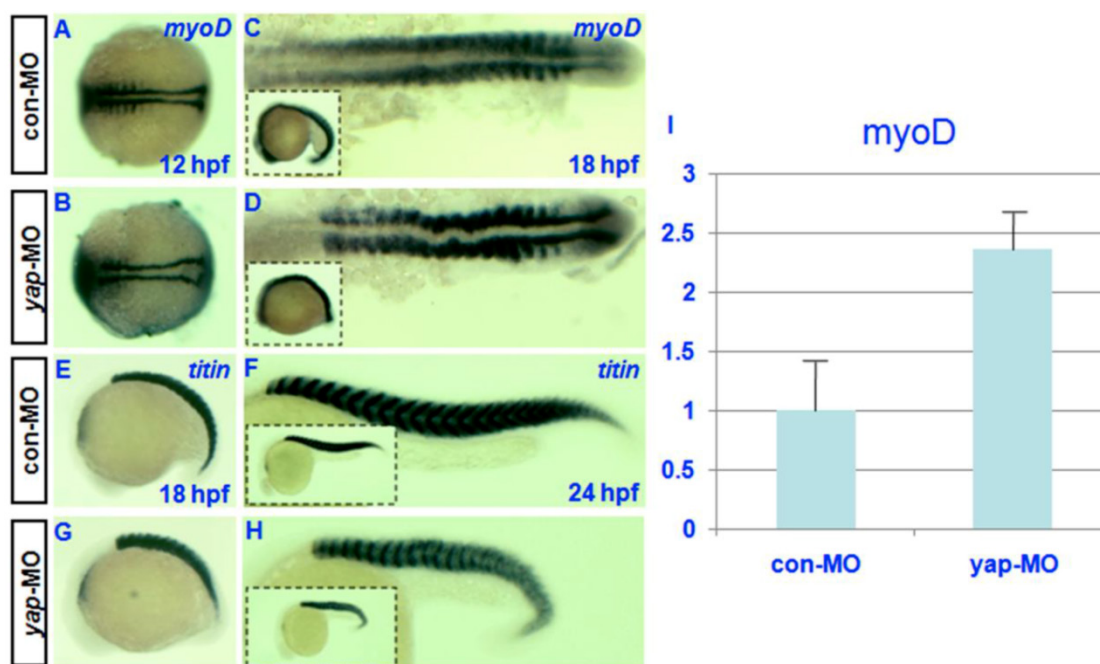 con-MO
A myoD
12 hpf
C myoD
18 hpf
yap-MO
B
D
con-MO
E titin
18 hpf
F titin
24 hpf
yap-MO
G
H
I
myoD
3
2.5
2
1.5
1
0.5
0
con-MO yap-MO